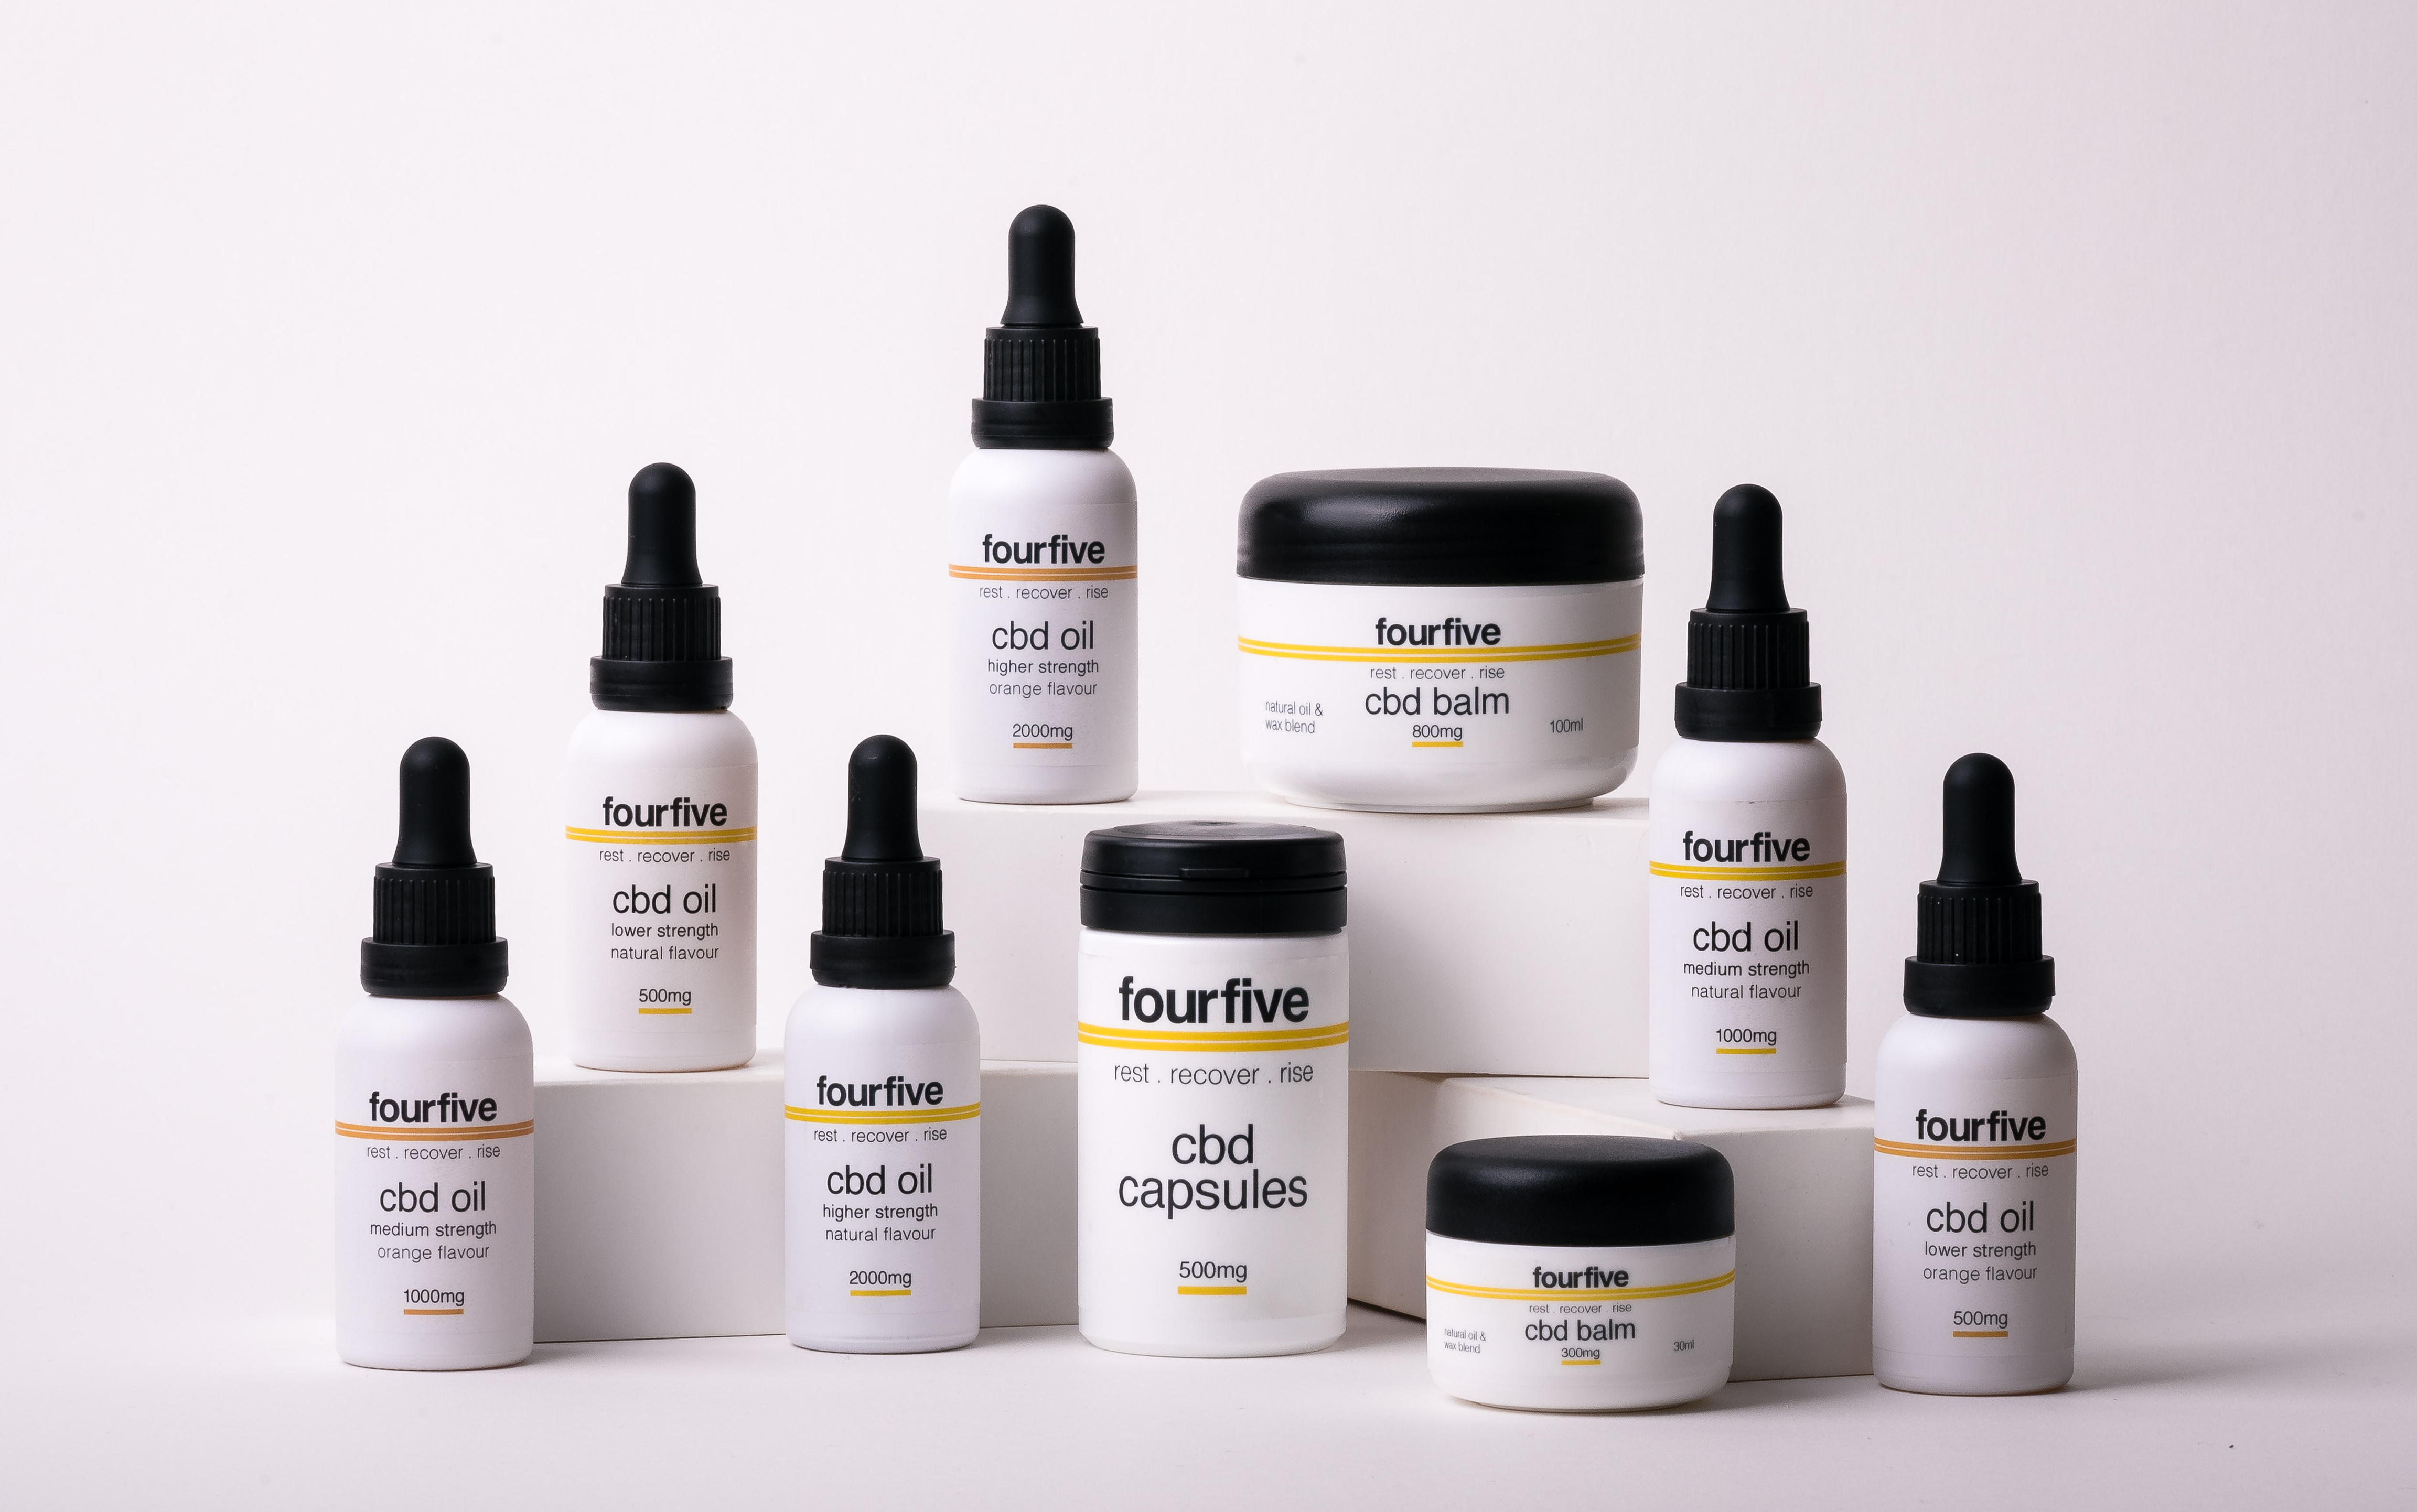 fourfive
rest . recover . rise
cbd oil
medium strength
orange flavour
1000mg
fourfive
rest . recover . rise
cbd oil
lower strength
natural flavour
500mg
fourfive
rest . recover . rise
cbd oil
higher strength
natural flavour
2000mg
fourfive
rest . recover . rise
cbd oil
higher strength
orange flavour
2000mg
fourfive
rest . recover . rise
cbd
capsules
500mg
fourfive
rest . recover . rise
cbd balm
800mg
natural oil &
wax blend
100ml
fourfive
rest . recover . rise
cbd balm
300mg
natural oil &
wax blend
30ml
fourfive
rest . recover . rise
cbd oil
medium strength
natural flavour
1000mg
fourfive
rest . recover . rise
cbd oil
lower strength
orange flavour
500mg